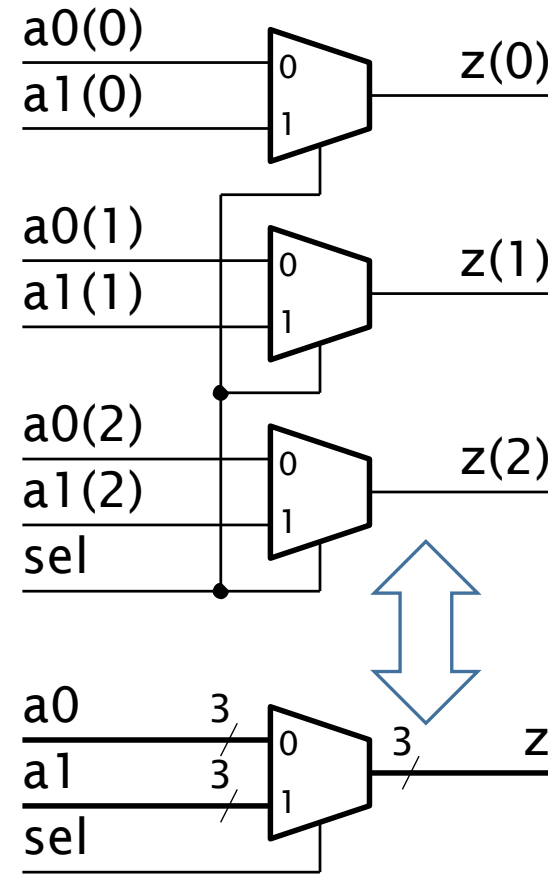 a0(0)
0
z(0)
a1(0)
1
a0(1)
0
z(1)
a1(1)
1
a0(2)
0
z(2)
a1(2)
1
sel
a0
3
0
3
z
a1
3
1
sel